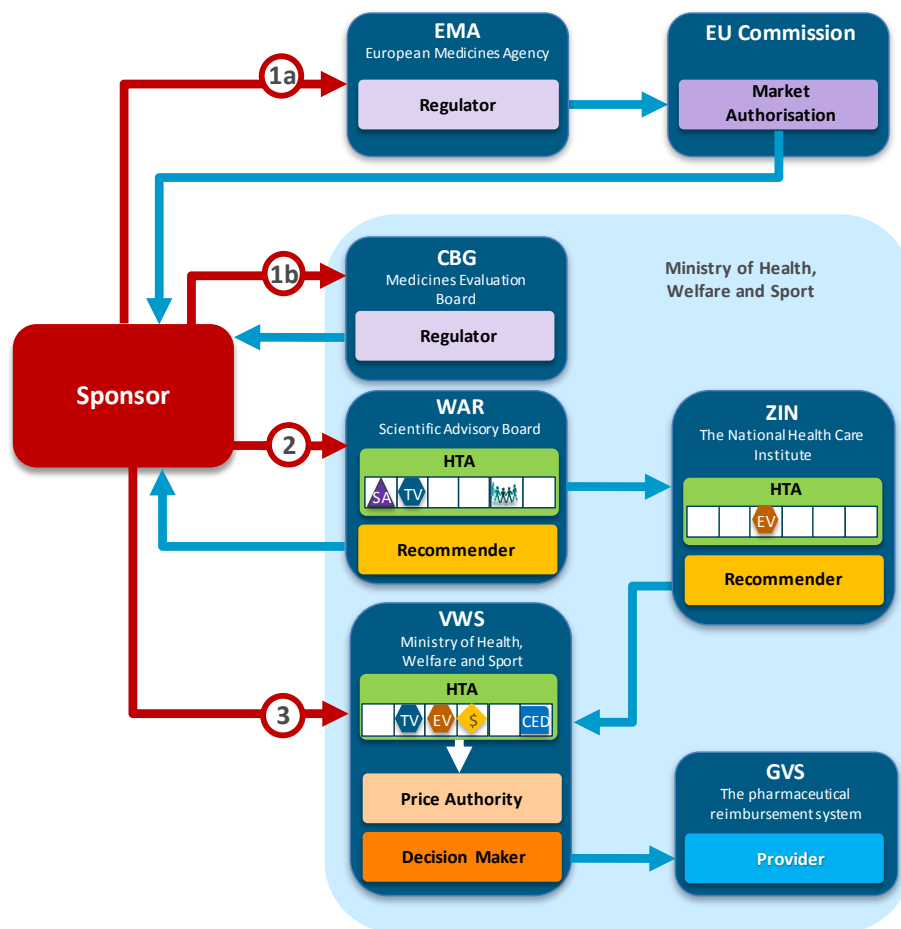 EMA
European Medicines Agency
Regulator
EU Commission
Market
Authorisation
1a
Ministry of Health,
Welfare and Sport
1b
CBG
Medicines Evaluation
Board
Regulator
Sponsor
2
WAR
Scientific Advisory Board
HTA
SA
TV
Recommender
ZIN
The National Health Care
Institute
HTA
EV
Recommender
3
VWS
Ministry of Health,
Welfare and Sport
HTA
TV
EV
$
CED
Price Authority
Decision Maker
GVS
The pharmaceutical
reimbursement system
Provider